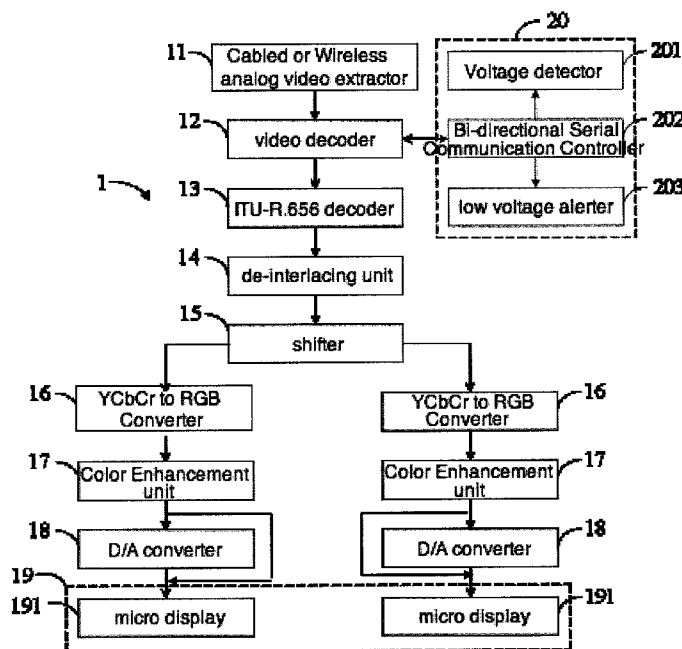 20
11
Cabled or Wireless
analog video extractor
Voltage detector
201
12
video decoder
Bi-directional Serial
Communication Controller
202
1
13
ITU-R.656 decoder
low voltage alerter
203
14
de-interlacing unit
15
shifter
16
YCbCr to RGB
Converter
YCbCr to RGB
Converter
16
17
Color Enhancement
unit
Color Enhancement
unit
17
18
D/A converter
D/A converter
18
19
191
micro display
micro display
191